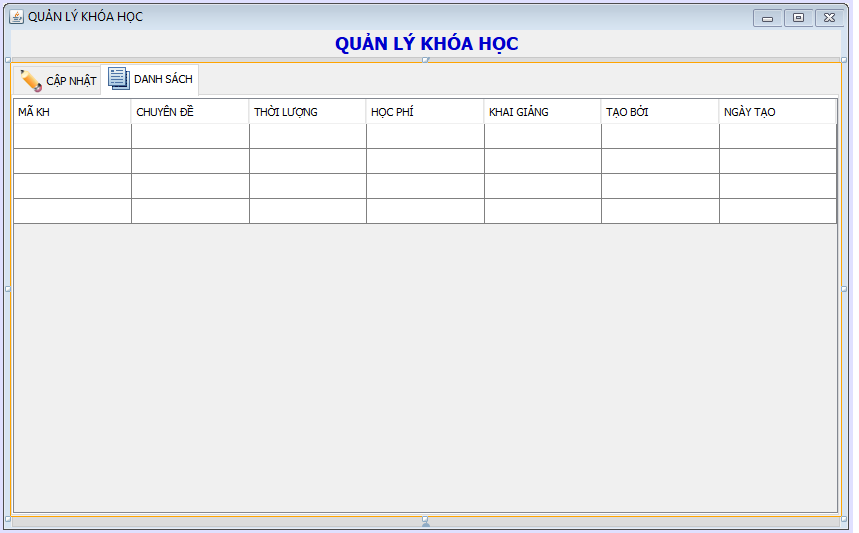 QUẢN LÝ KHÓA HỌC
QUẢN LÝ KHÓA HỌC
CẬP NHẬT DANH SÁCH
MÃ KH CHUYÊN ĐỀ THỜI LƯỢNG HỌC PHÍ KHAI GIẢNG TẠO BỞI NGÀY TẠO